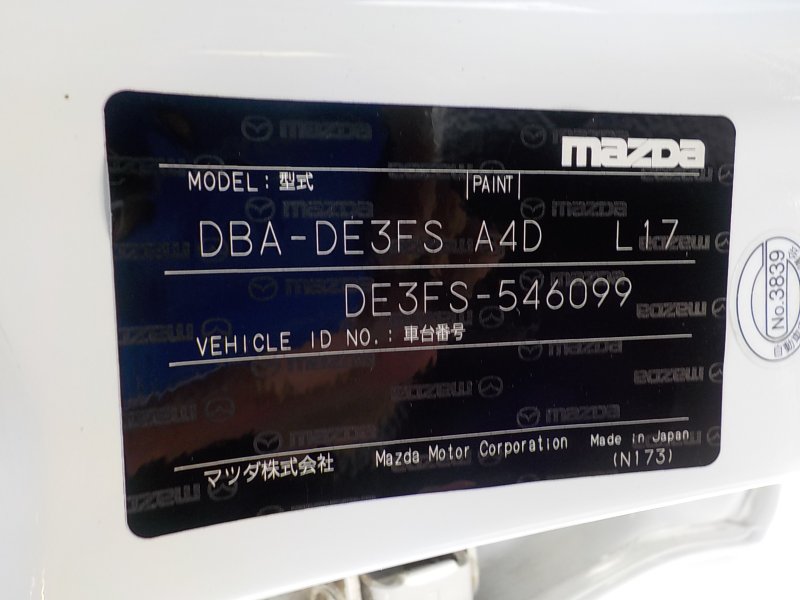 mazda
MODEL: 型式 PAINT
DBA-DE3FS A4D L17
DE3FS-546099
VEHICLE ID NO.: 車台番号
マツダ株式会社 Mazda Motor Corporation Made in Japan
(N173)
No.3839